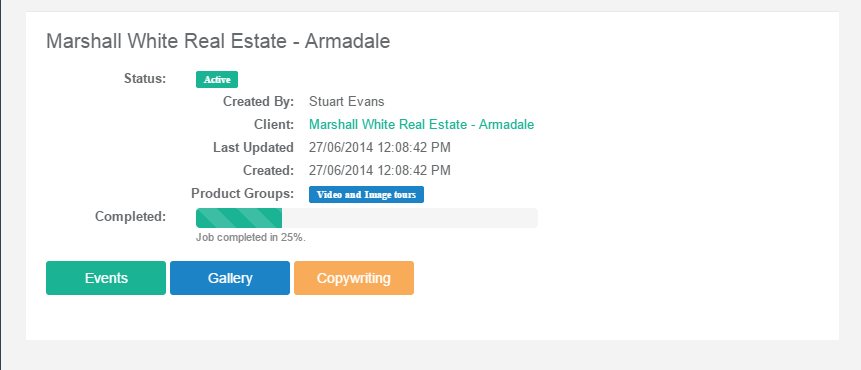 Marshall White Real Estate - Armadale
Status: Active
Created By: Stuart Evans
Client: Marshall White Real Estate - Armadale
Last Updated 27/06/2014 12:08:42 PM
Created: 27/06/2014 12:08:42 PM
Product Groups: Video and Image tours
Completed:
Job completed in 25%.
Events Gallery Copywriting